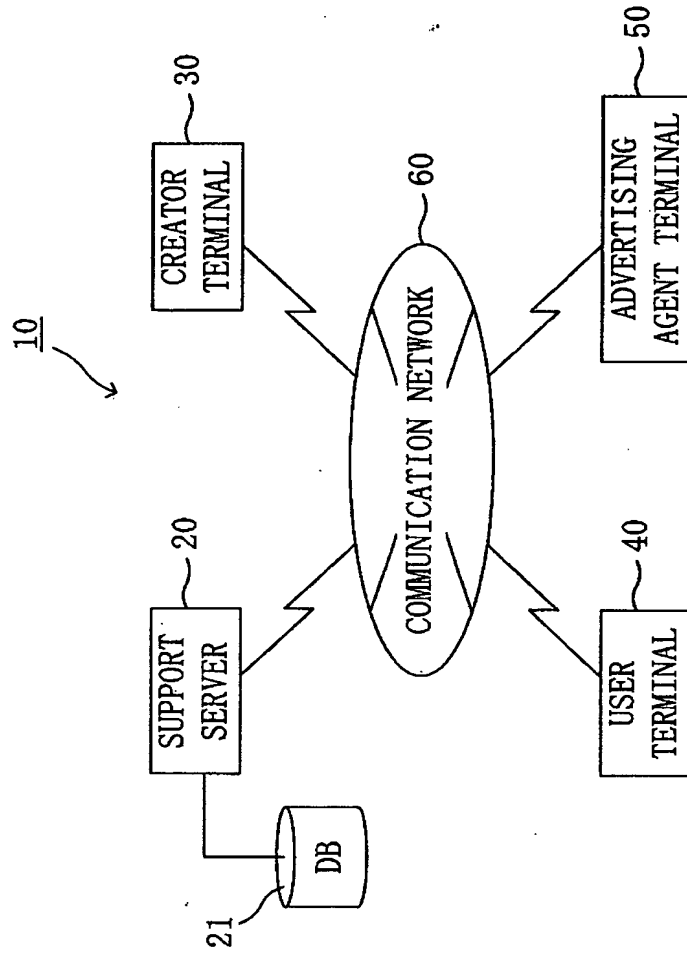 10
20
SUPPORT
SERVER
21
DB
30
CREATOR
TERMINAL
60
COMMUNICATION NETWORK
40
USER
TERMINAL
50
ADVERTISING
AGENT TERMINAL